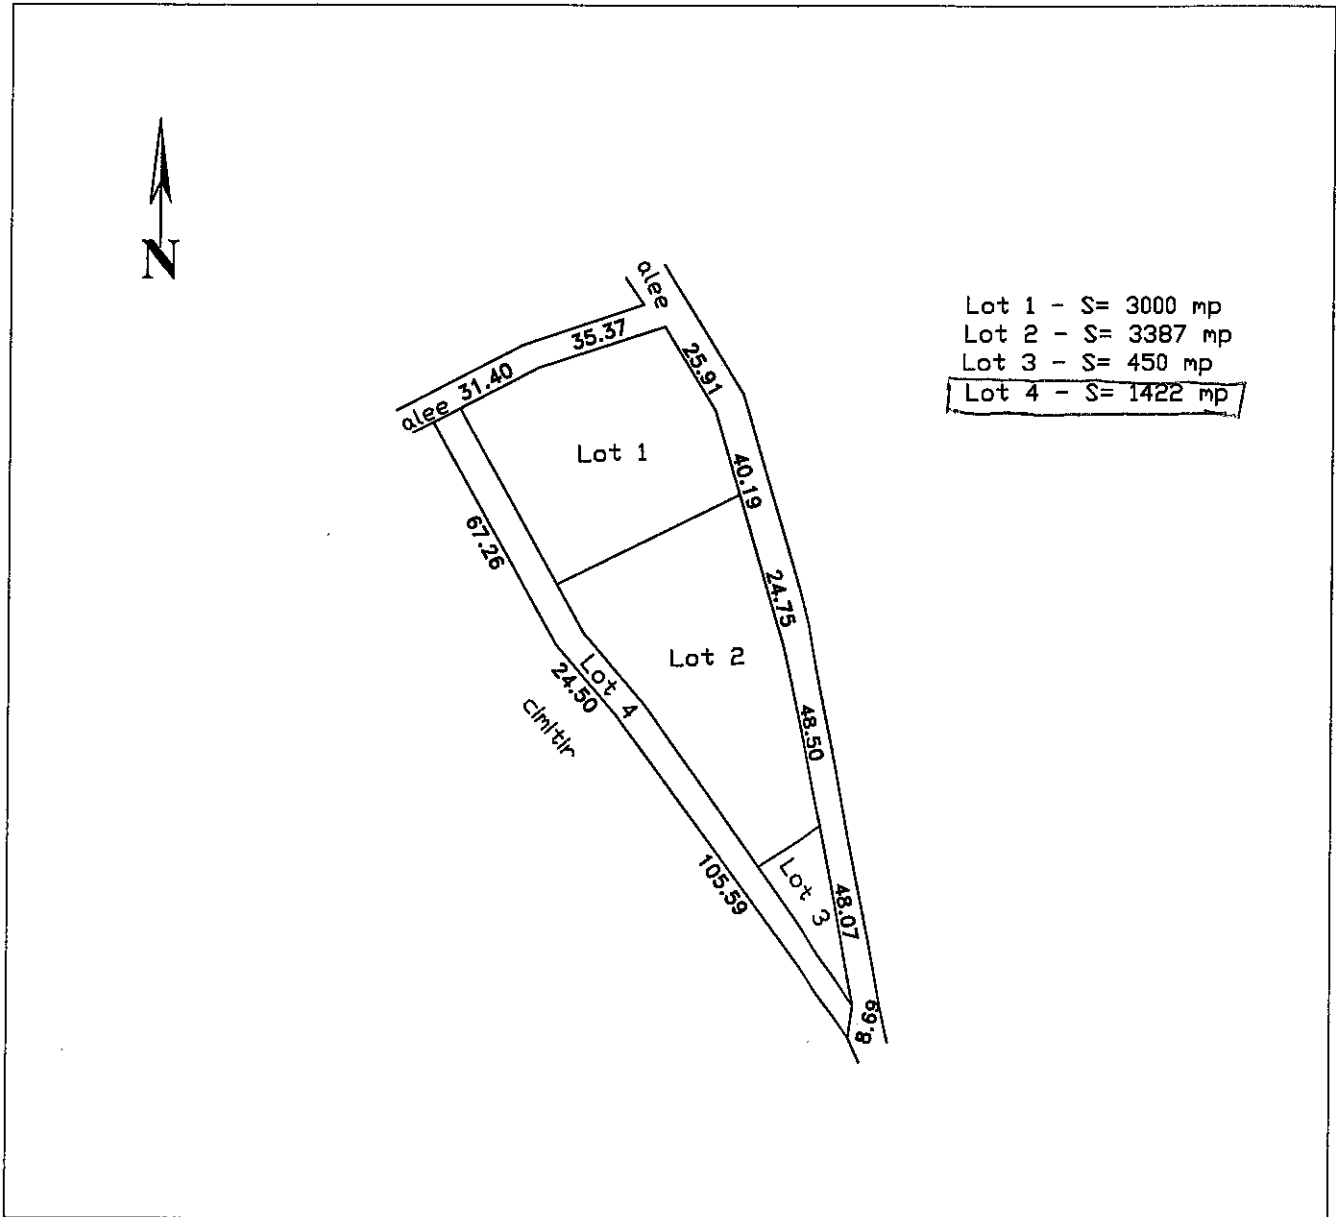 N
alee
Lot 1 - S= 3000 mp
Lot 2 - S= 3387 mp
Lot 3 - S= 450 mp
Lot 4 - S= 1422 mp
35.37
25.91
alee 31.40
Lot 1
40.19
67.26
24.75
Lot 2
Lot 4
24.50
cimitir
48.50
105.59
Lot 3
48.07
8.69